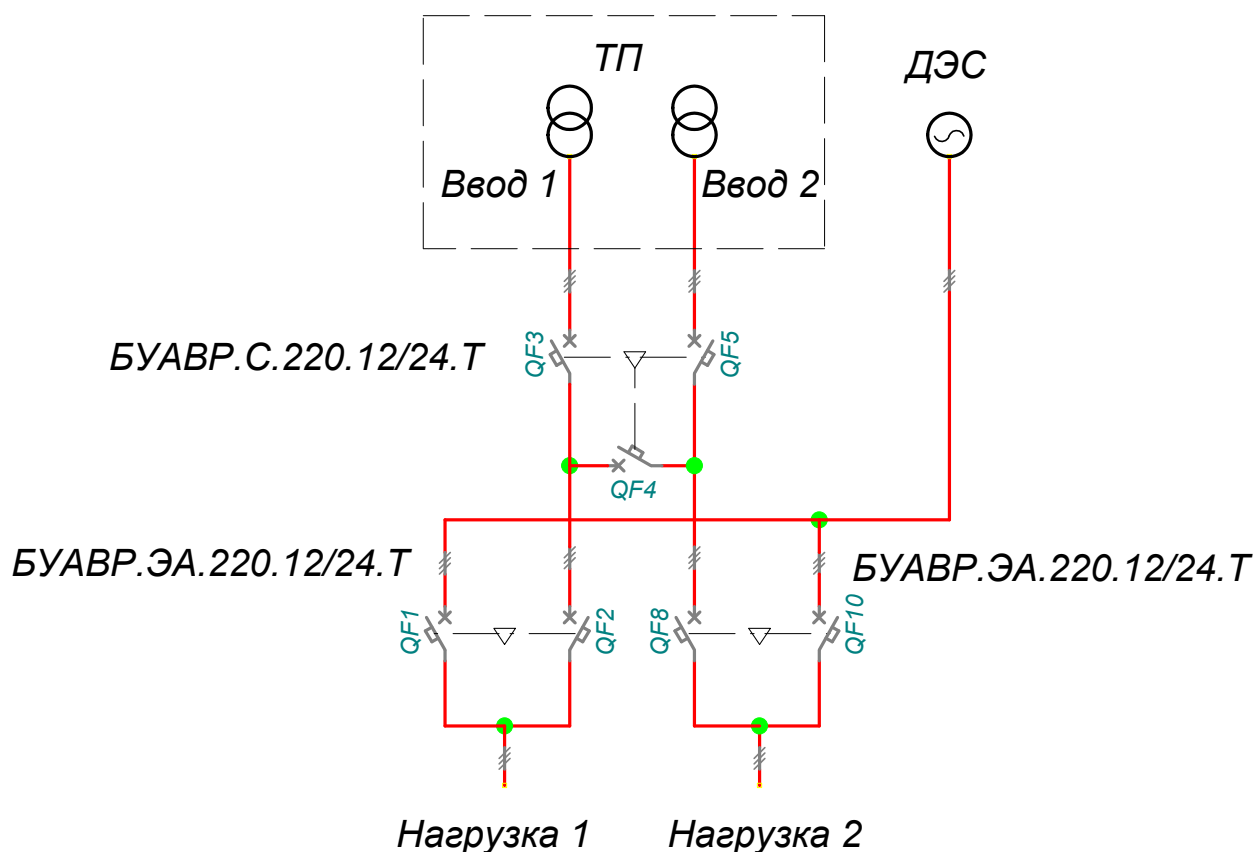 ТП
ДЭС
Ввод 1
Ввод 2
БУАВР.С.220.12/24.Т
QF3
QF5
QF4
БУАВР.ЭА.220.12/24.Т
БУАВР.ЭА.220.12/24.Т
QF1
QF2
QF8
QF10
Нагрузка 1
Нагрузка 2